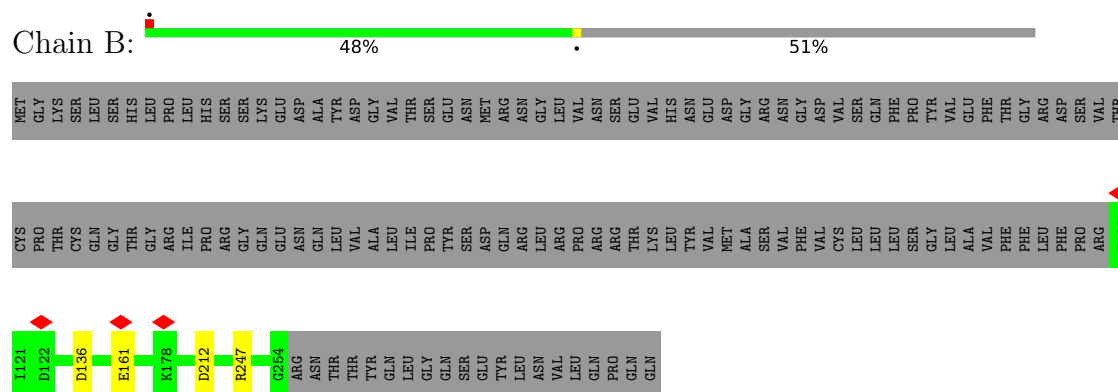 Chain B:
48% 51%
MET GLY LYS SER LEU SER HIS LEU PRO LEU HIS SER SER LYS GLU ASP ALA TYR ASP GLY VAL THR SER GLU ASN MET ARG ASN GLY LEU VAL ASN SER GLU VAL HIS ASN GLU ASP GLY ARG ASN GLY ASP VAL SER GLN PHE PRO TYR VAL GLU PHE THR GLY ARG ASP SER VAL THR
CYS PRO THR CYS GLN GLY THR GLY ARG ILE PRO ARG GLY GLN GLU ASN GLN LEU VAL ALA LEU ILE PRO TYR SER ASP GLN ARG LEU ARG PRO ARG ARG THR LYS LEU TYR VAL MET ALA SER VAL PHE VAL CYS LEU LEU LEU SER GLY LEU ALA VAL PHE PHE LEU PHE PRO ARG
I121 D122 D136 E161 K178 D212 R247 G254 ARG ASN THR THR TYR GLN LEU GLY GLN SER GLU TYR LEU ASN VAL LEU GLN PRO GLN GLN